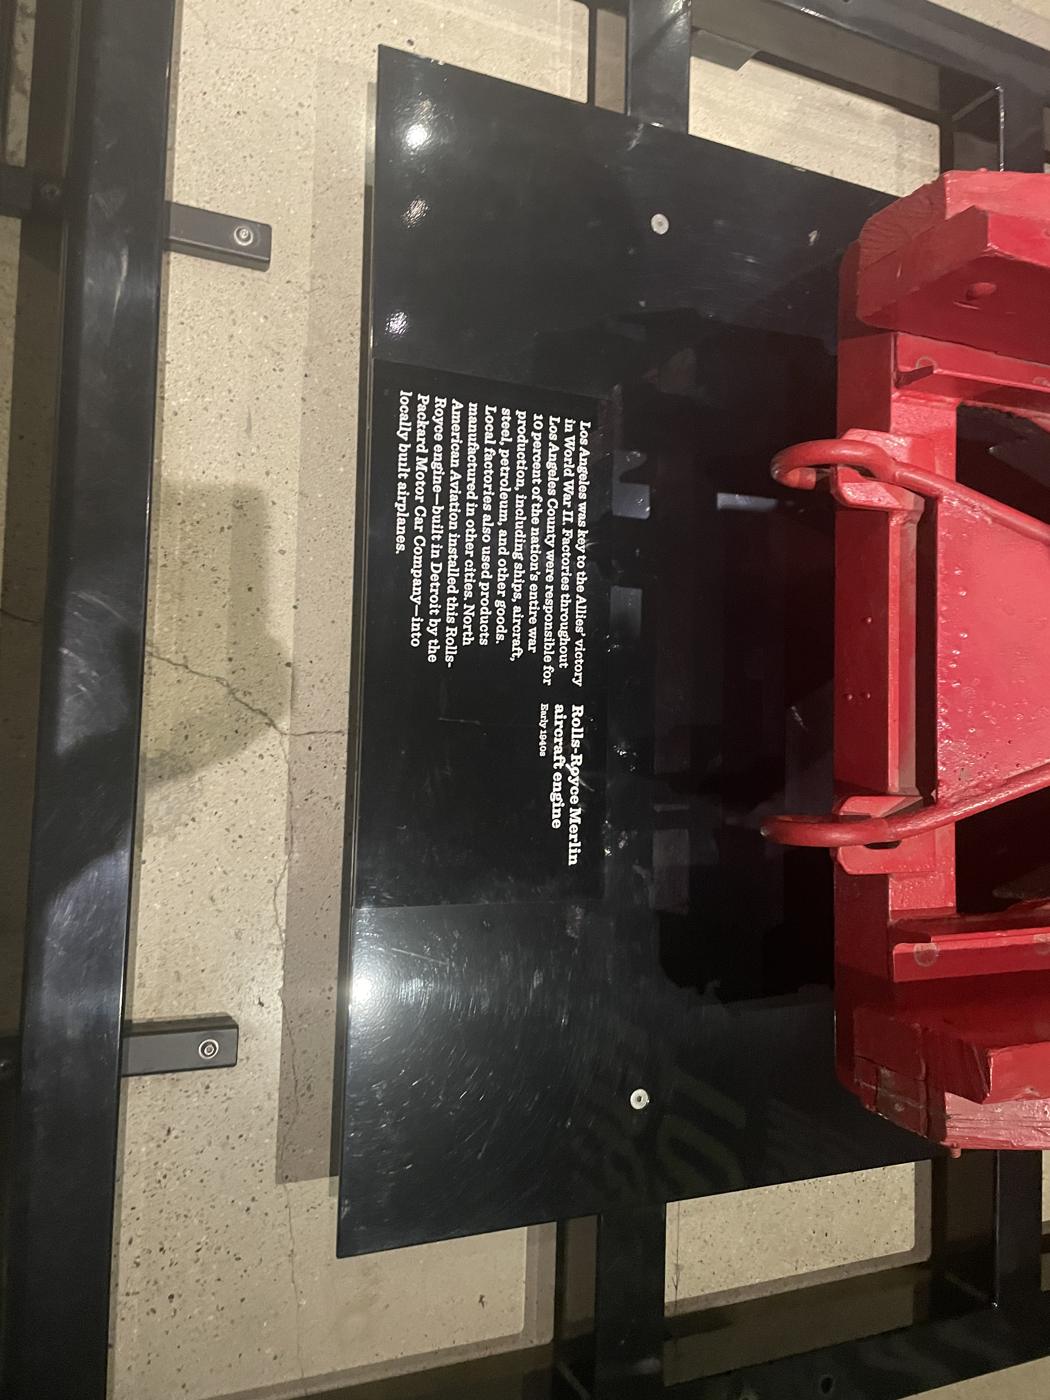 Los Angeles was key to the Allies' victory
in World War II. Factories throughout
Los Angeles County were responsible for
10 percent of the nation's entire war
production, including ships, aircraft,
steel, petroleum, and other goods.
Local factories also used products
manufactured in other cities. North
American Aviation installed this Rolls-
Royce engine—built in Detroit by the
Packard Motor Car Company—into
locally built airplanes.
Rolls-Royce Merlin
aircraft engine
Early 1940s